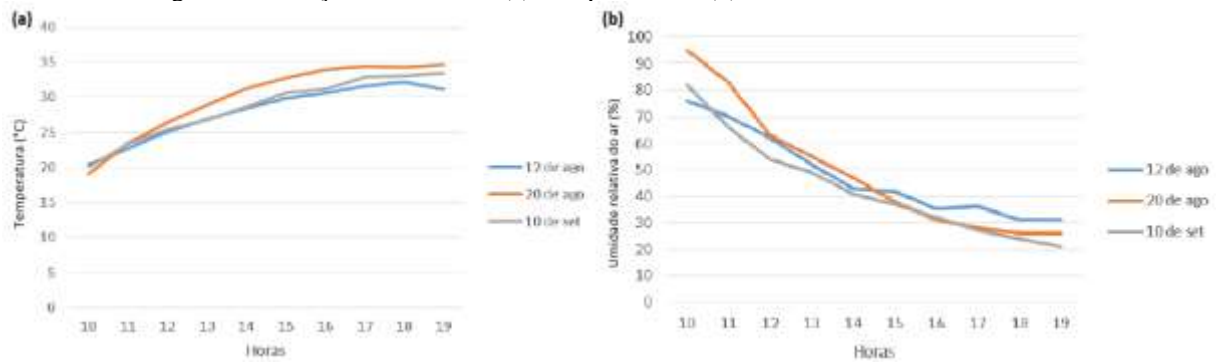 (a)
40
35
30
25
20
15
10
5
0
Temperatura (°C)
10 11 12 13 14 15 16 17 18 19
Horas
12 de ago
20 de ago
10 de set
(b)
100
90
80
70
60
50
40
30
20
10
0
Umidade relativa do ar (%)
10 11 12 13 14 15 16 17 18 19
Horas
12 de ago
20 de ago
10 de set